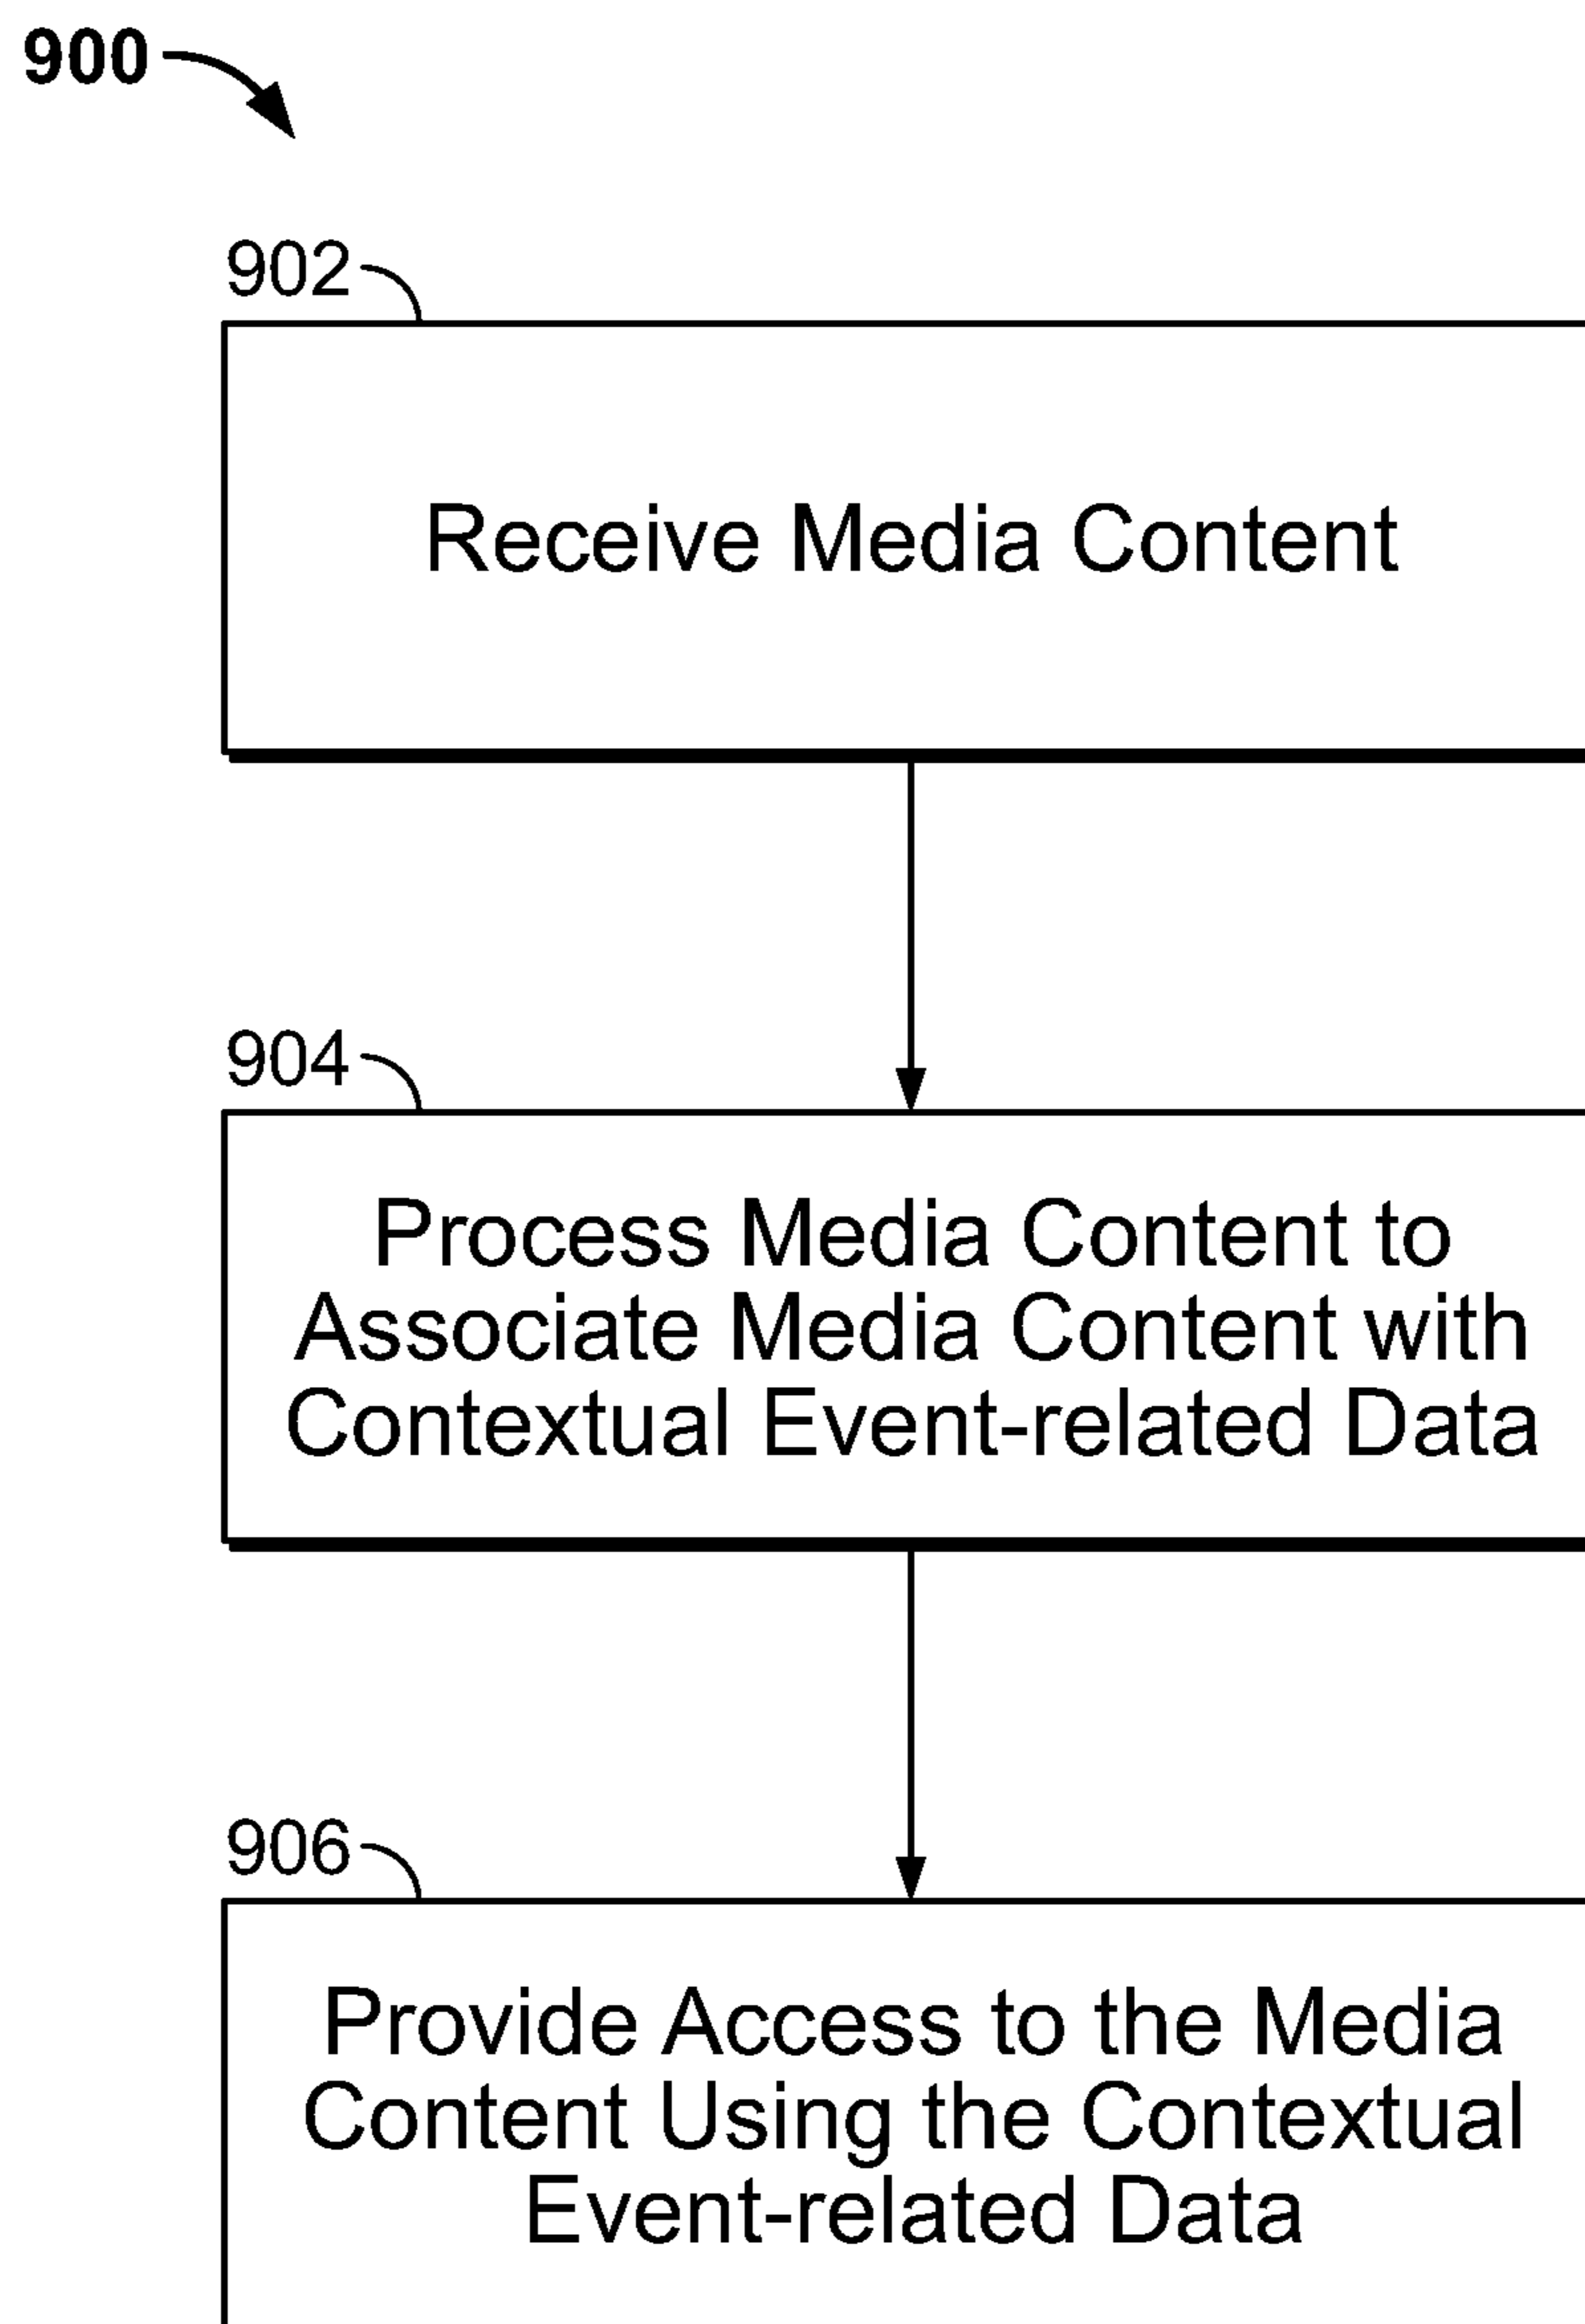 900
902
Receive Media Content
904
Process Media Content to
Associate Media Content with
Contextual Event-related Data
906
Provide Access to the Media
Content Using the Contextual
Event-related Data